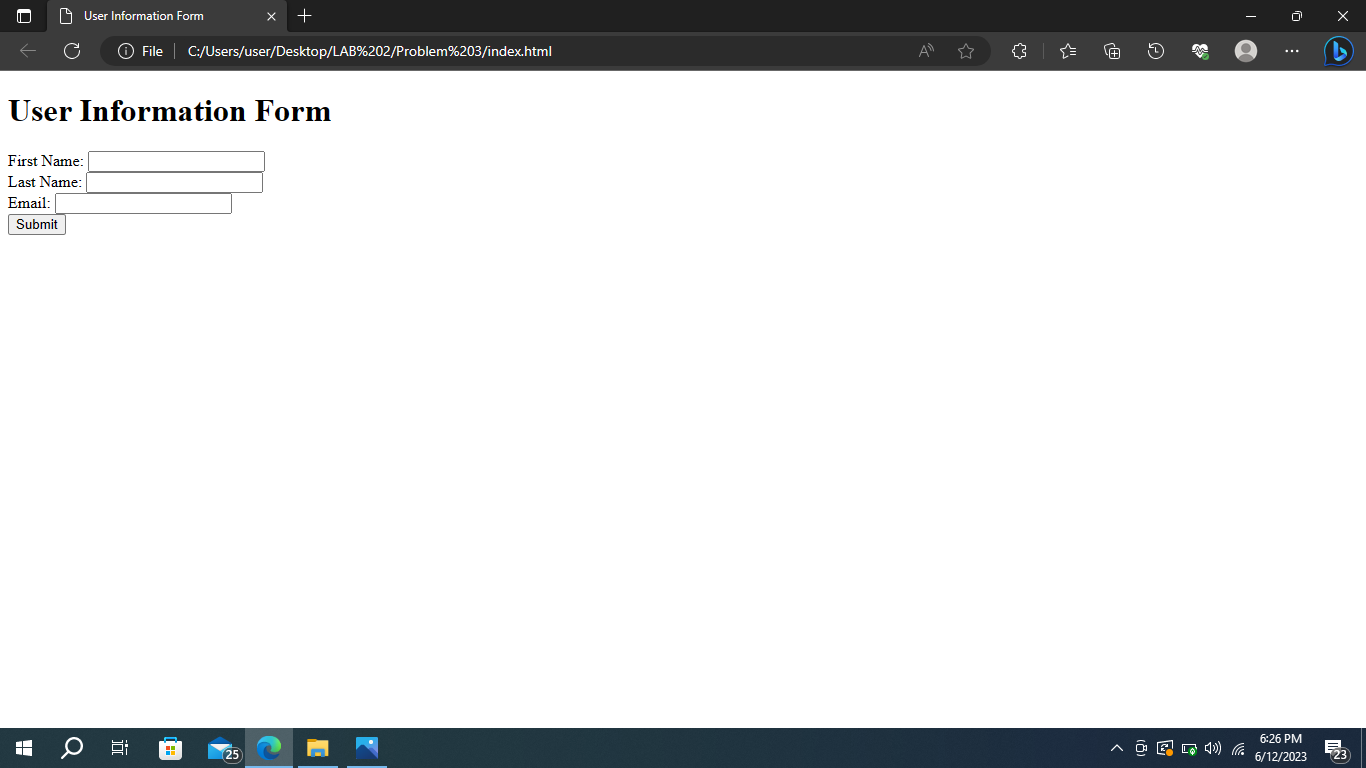 User Information Form
File C:/Users/user/Desktop/LAB%202/Problem%203/index.html
User Information Form
First Name:
Last Name:
Email:
Submit
25
6:26 PM
6/12/2023
23